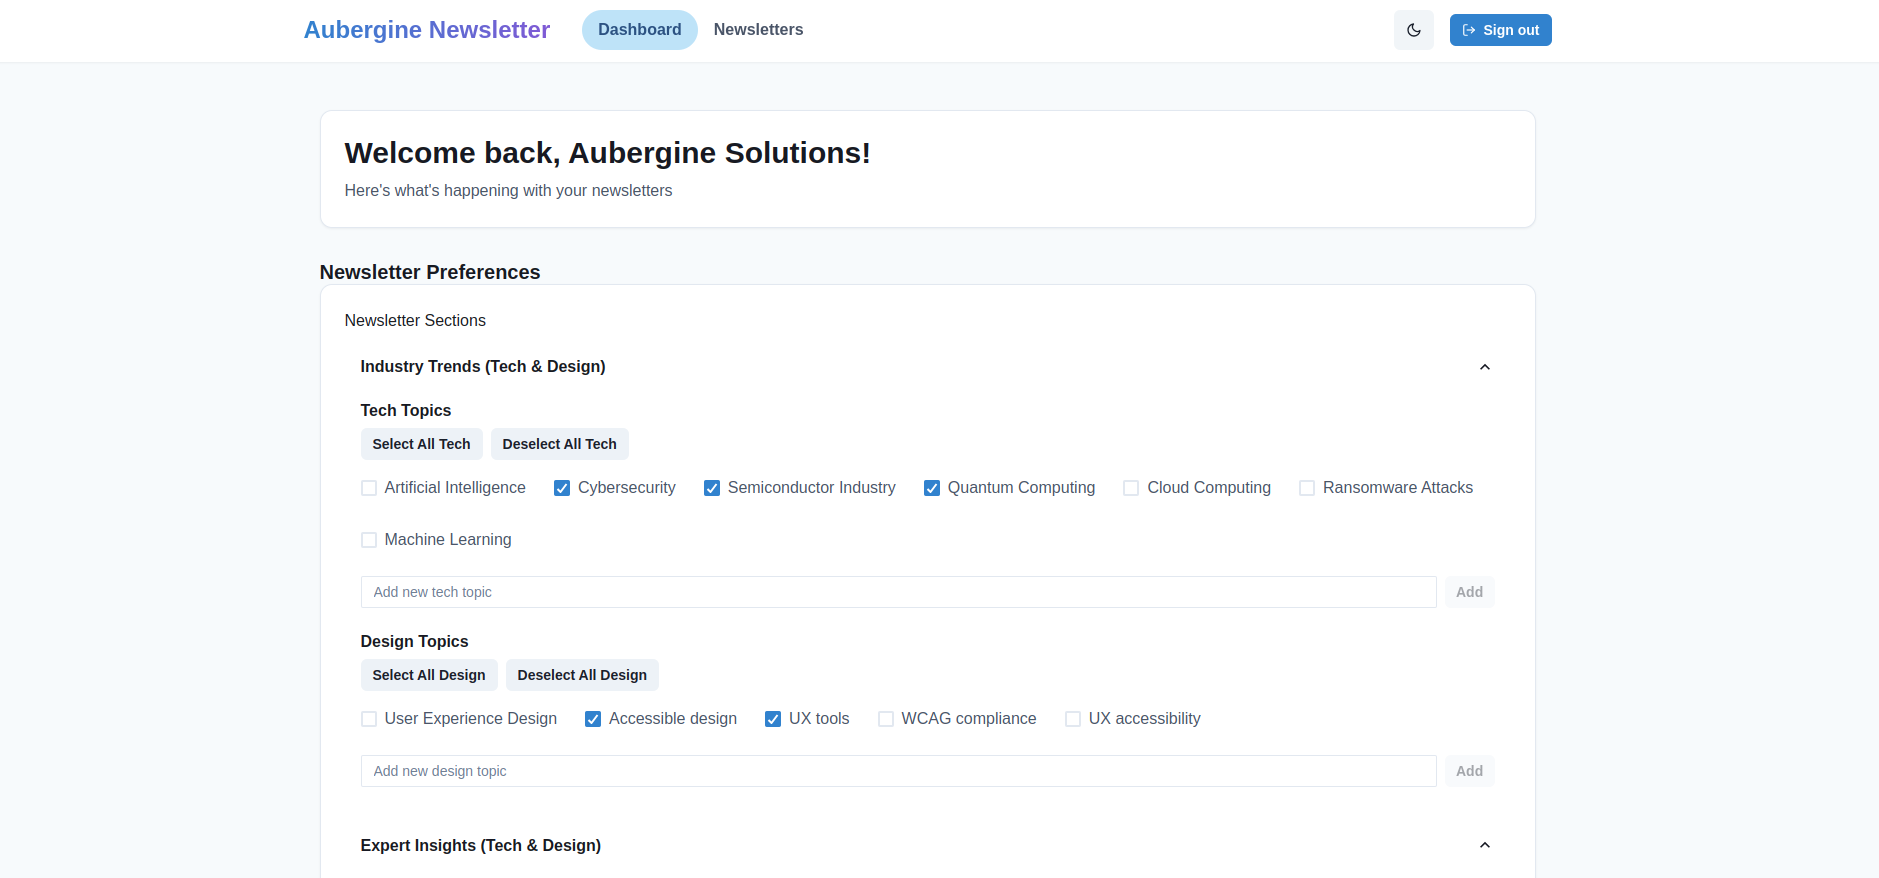 Aubergine Newsletter Dashboard Newsletters Sign out
Welcome back, Aubergine Solutions!
Here's what's happening with your newsletters
Newsletter Preferences
Newsletter Sections
Industry Trends (Tech & Design)
Tech Topics
Select All Tech Deselect All Tech
Artificial Intelligence Cybersecurity Semiconductor Industry Quantum Computing Cloud Computing Ransomware Attacks
Machine Learning
Add new tech topic Add
Design Topics
Select All Design Deselect All Design
User Experience Design Accessible design UX tools WCAG compliance UX accessibility
Add new design topic Add
Expert Insights (Tech & Design)